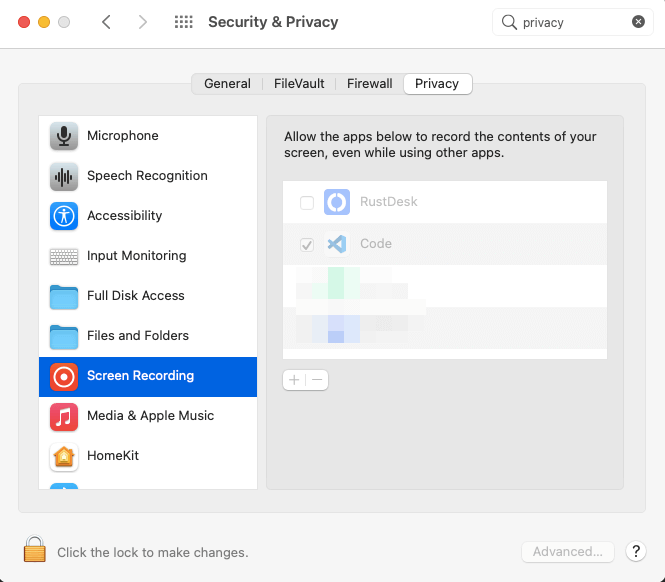 Security & Privacy
privacy
General
FileVault
Firewall
Privacy
Microphone
Speech Recognition
Accessibility
Input Monitoring
Full Disk Access
Files and Folders
Screen Recording
Media & Apple Music
HomeKit
Allow the apps below to record the contents of your
screen, even while using other apps.
RustDesk
Code
Click the lock to make changes.
Advanced...
?